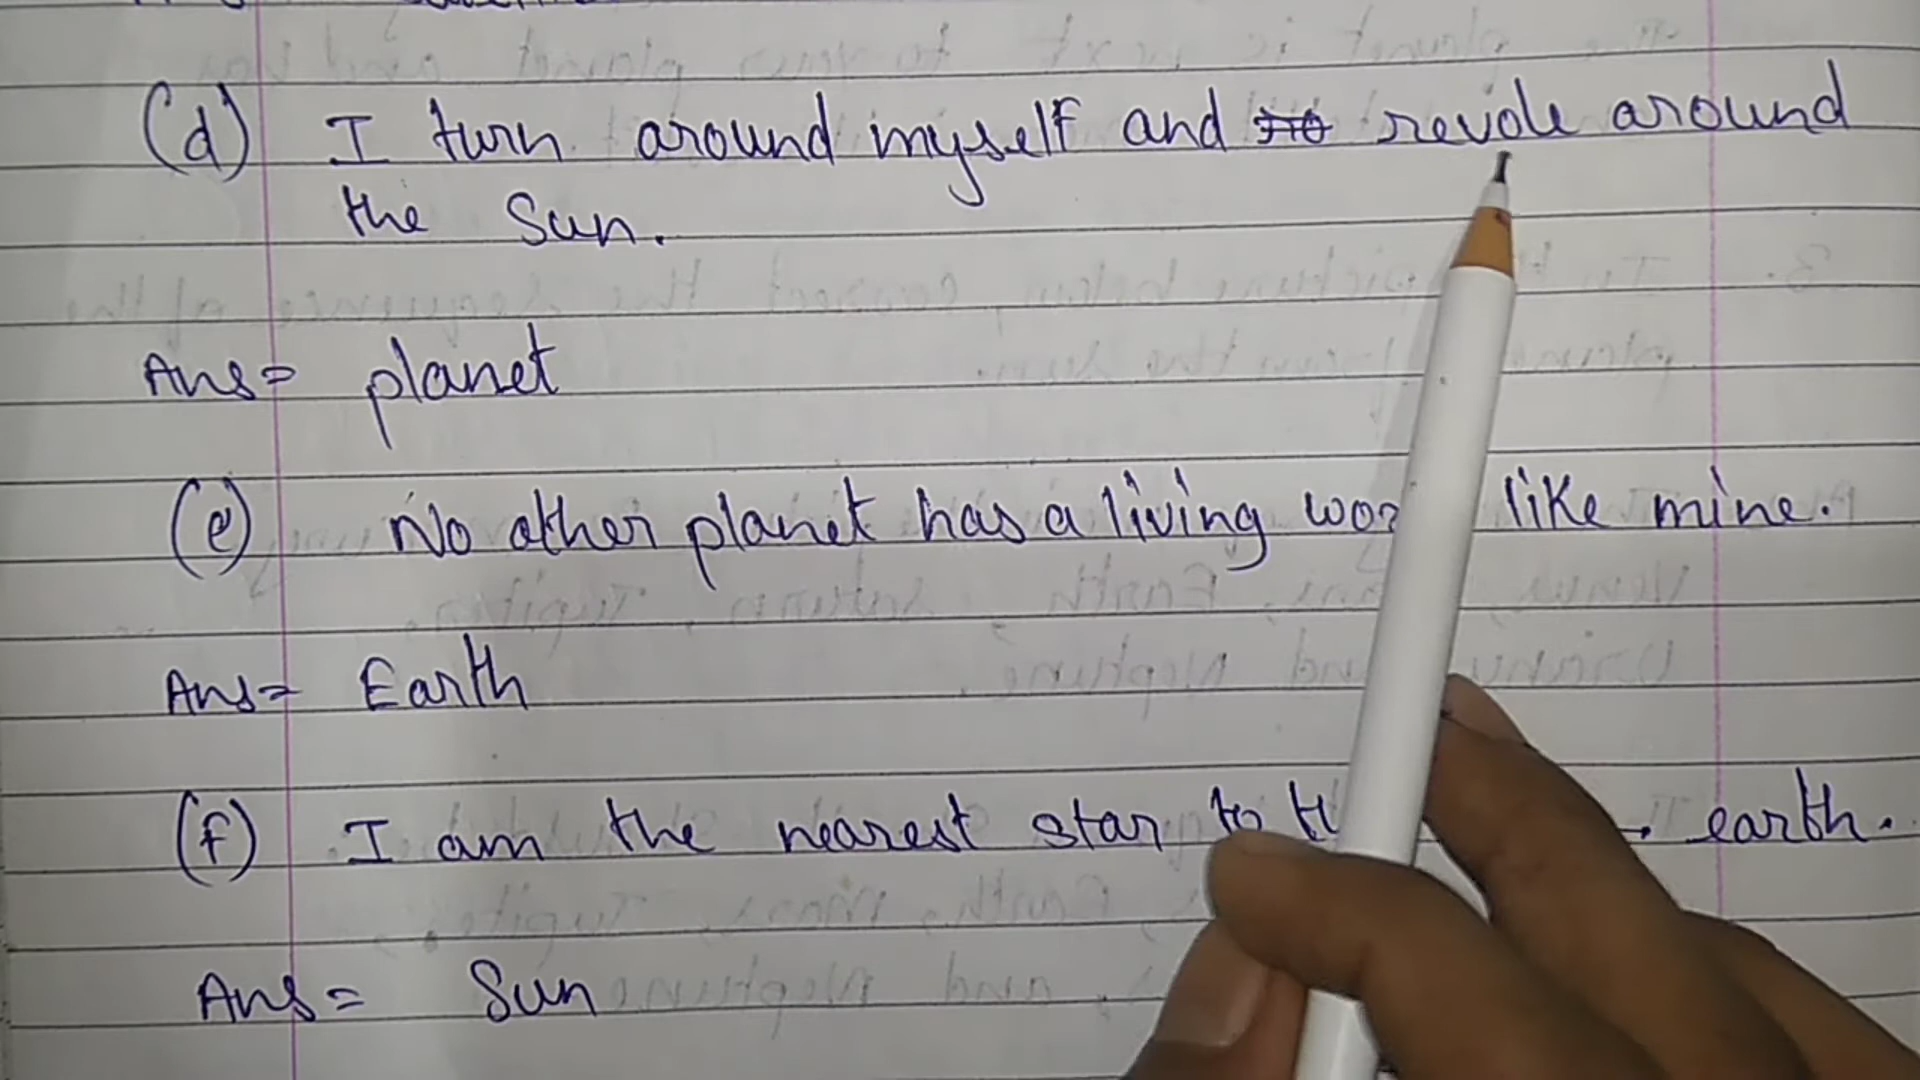 (d) I turn around myself and revole around
the Sun.
Ans= planet
(e) No other planet has a living like mine.
Ans= Earth
(f) I am the nearest star to earth.
Ans= Sun